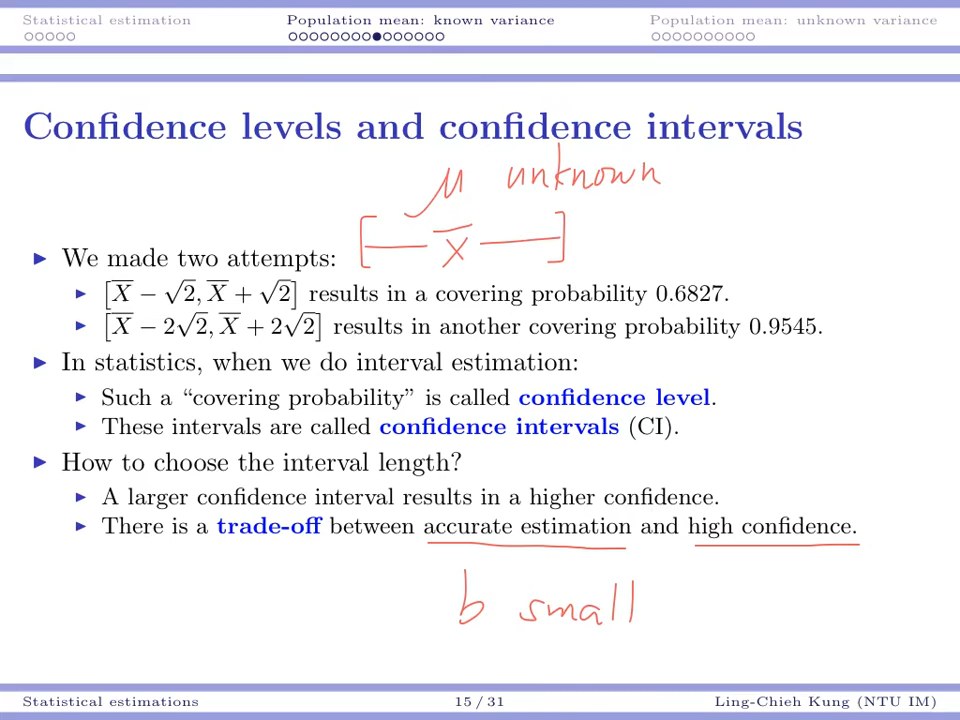 Statistical estimation Population mean: known variance Population mean: unknown variance
Confidence levels and confidence intervals
μ unknown
[— X̄ —]
▶ We made two attempts:
▶ [X̄ − √2, X̄ + √2] results in a covering probability 0.6827.
▶ [X̄ − 2√2, X̄ + 2√2] results in another covering probability 0.9545.
▶ In statistics, when we do interval estimation:
▶ Such a “covering probability” is called confidence level.
▶ These intervals are called confidence intervals (CI).
▶ How to choose the interval length?
▶ A larger confidence interval results in a higher confidence.
▶ There is a trade-off between accurate estimation and high confidence.
b small
Statistical estimations 15 / 31 Ling-Chieh Kung (NTU IM)